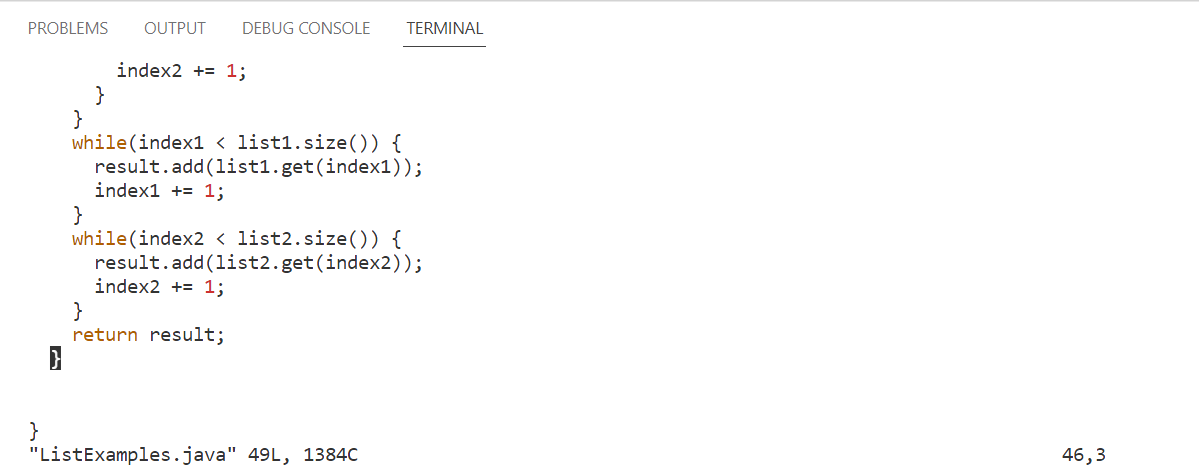 PROBLEMS OUTPUT DEBUG CONSOLE TERMINAL
        index2 += 1;
      }
    }
    while(index1 < list1.size()) {
      result.add(list1.get(index1));
      index1 += 1;
    }
    while(index2 < list2.size()) {
      result.add(list2.get(index2));
      index2 += 1;
    }
    return result;
  }
}
"ListExamples.java" 49L, 1384C 46,3